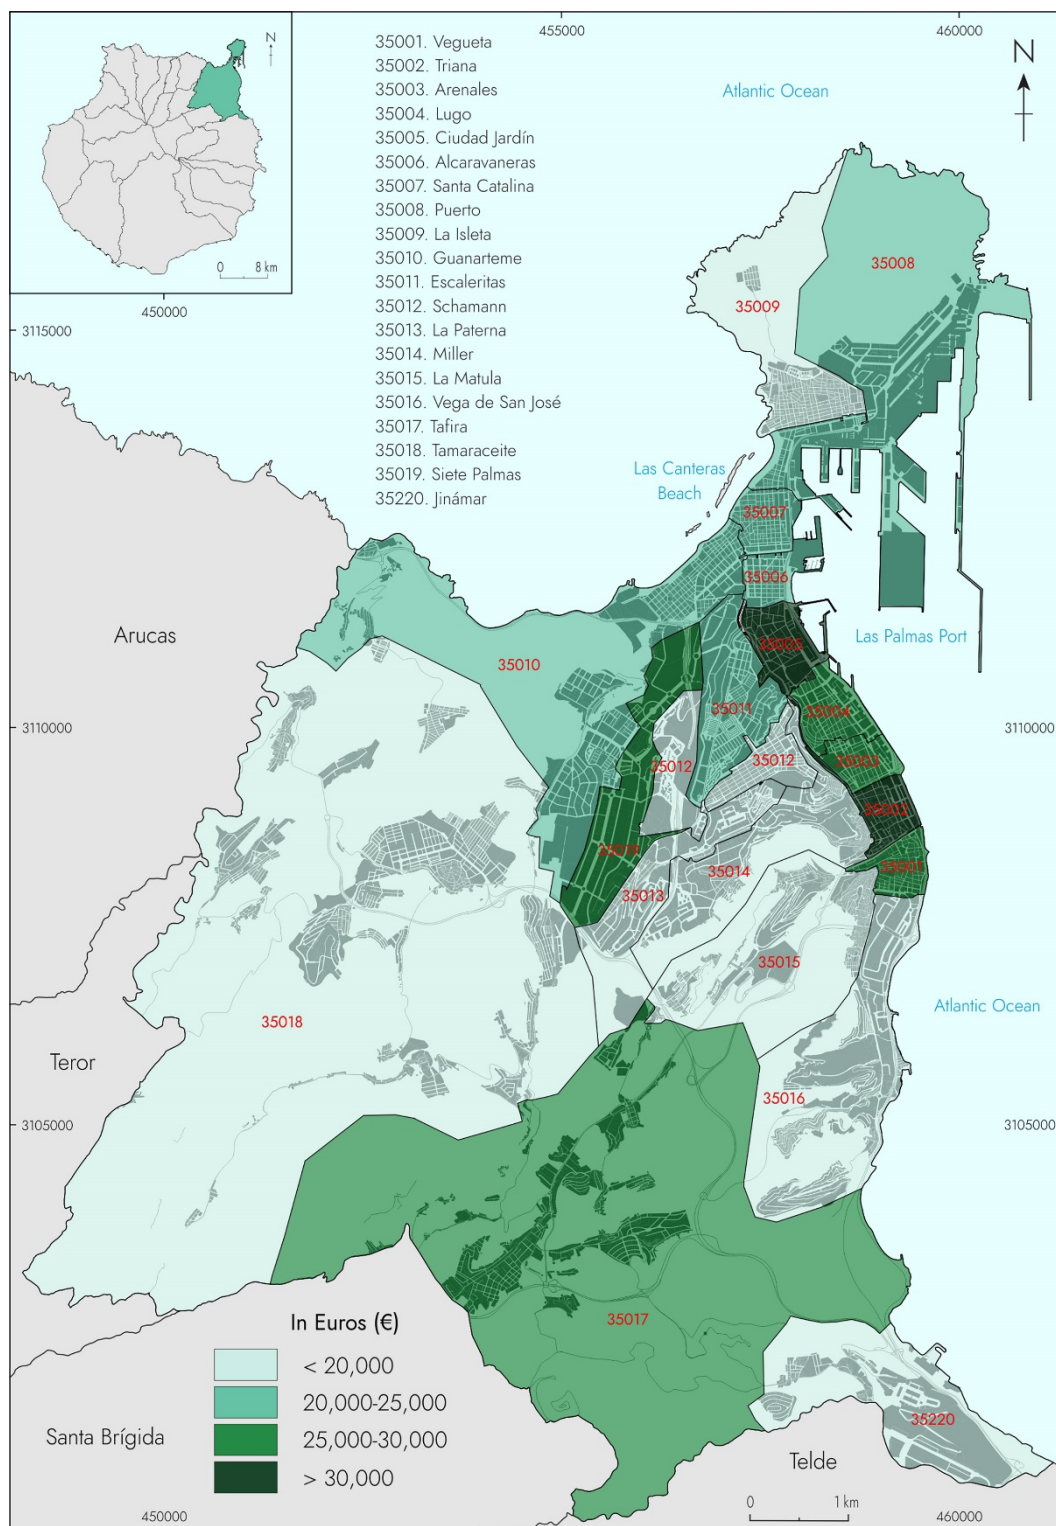 455000
460000
N
8 km
0
N
35001. Vegueta
35002. Triana
35003. Arenales
35004. Lugo
35005. Ciudad Jardín
35006. Alcaravaneras
35007. Santa Catalina
35008. Puerto
35009. La Isleta
35010. Guanarteme
35011. Escaleritas
35012. Schamann
35013. La Paterna
35014. Miller
35015. La Matula
35016. Vega de San José
35017. Tafira
35018. Tamaraceite
35019. Siete Palmas
35220. Jinámar
Atlantic Ocean
450000
3115000
3115000
35008
35009
Las Canteras
Beach
35007
35006
Arucas
35005
Las Palmas Port
35010
35011
35004
3110000
3110000
35012
35012
35003
35002
35019
35001
35014
35013
35015
35018
Atlantic Ocean
Teror
35016
3105000
3105000
35017
In Euros (€)
< 20,000
20,000-25,000
25,000-30,000
> 30,000
35220
Santa Brígida
Telde
0 1 km
450000
460000